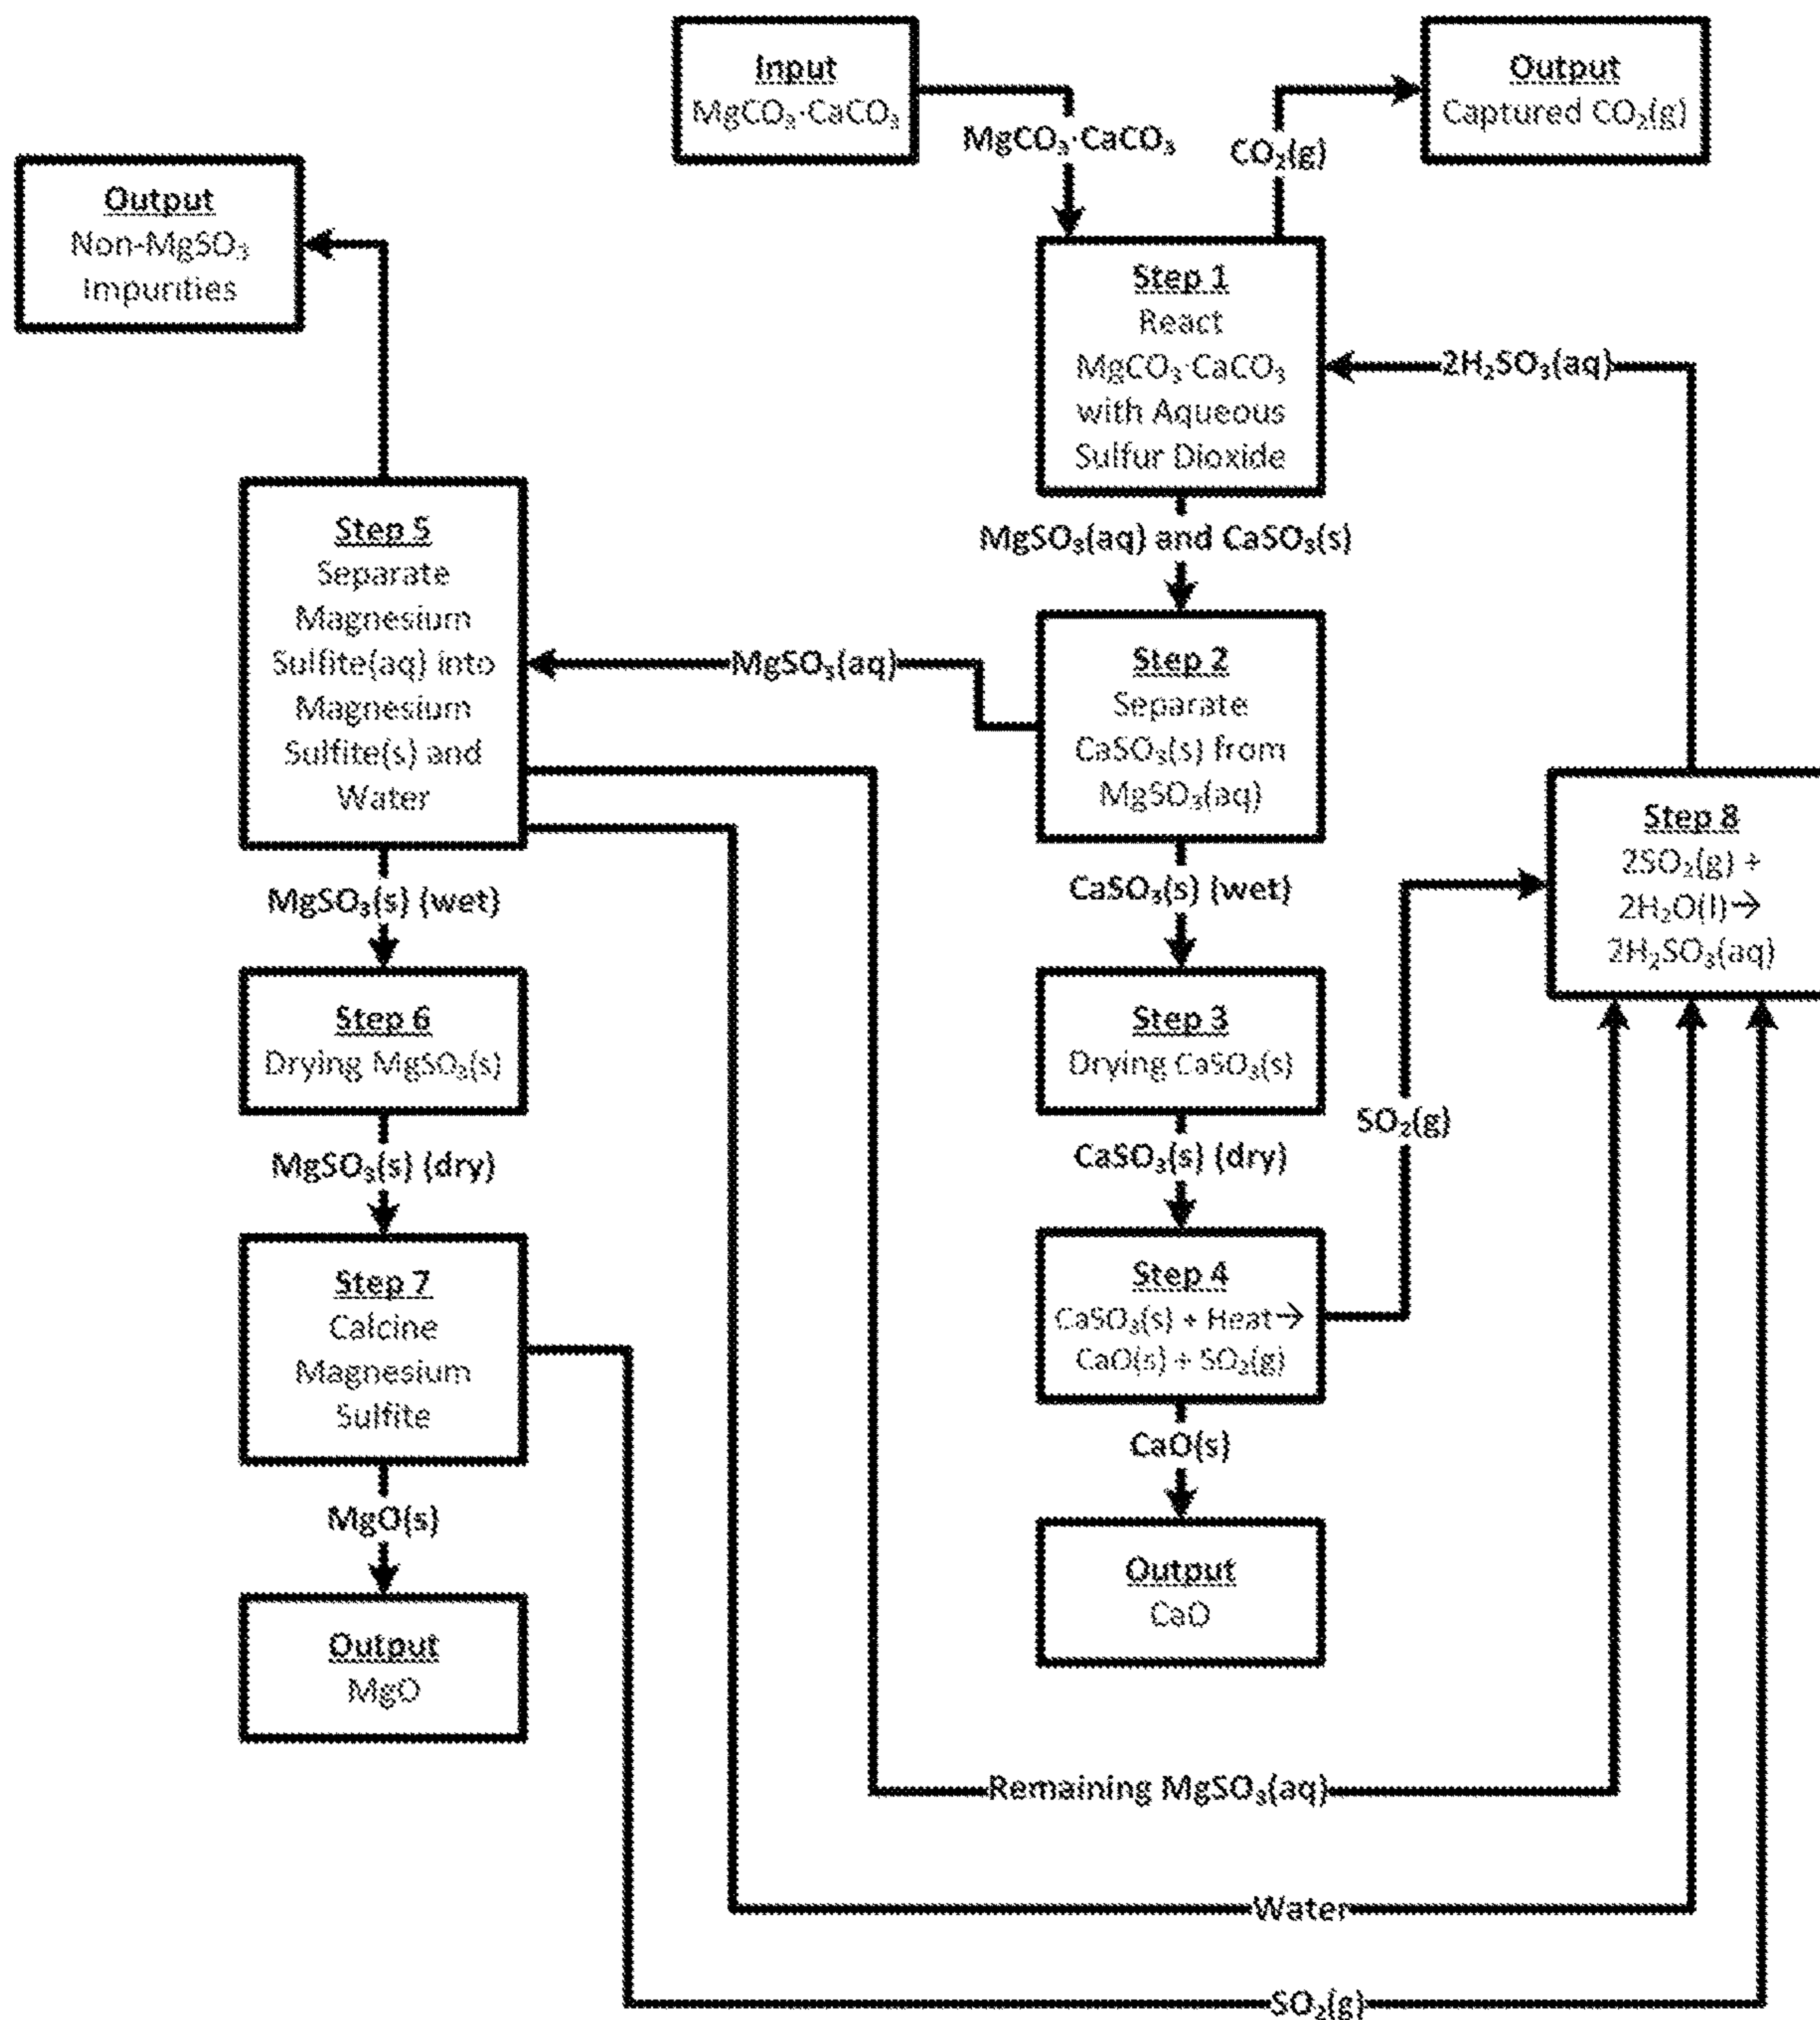 Input
MgCO₃·CaCO₃
Output
Captured CO₂(g)
MgCO₃·CaCO₃
CO₂(g)
Output
Non-MgSO₃
Impurities
Step 1
React
MgCO₃·CaCO₃
with Aqueous
Sulfur Dioxide
2H₂SO₃(aq)
MgSO₃(aq) and CaSO₃(s)
Step 5
Separate
Magnesium
Sulfite(aq) into
Magnesium
Sulfite(s) and
Water
MgSO₃(aq)
Step 2
Separate
CaSO₃(s) from
MgSO₃(aq)
Step 8
2SO₂(g) +
2H₂O(l)→
2H₂SO₃(aq)
MgSO₃(s) (wet)
CaSO₃(s) (wet)
Step 6
Drying MgSO₃(s)
Step 3
Drying CaSO₃(s)
SO₂(g)
MgSO₃(s) (dry)
CaSO₃(s) (dry)
Step 7
Calcine
Magnesium
Sulfite
Step 4
CaSO₃(s) + Heat→
CaO(s) + SO₂(g)
MgO(s)
CaO(s)
Output
MgO
Output
CaO
Remaining MgSO₃(aq)
Water
SO₂(g)